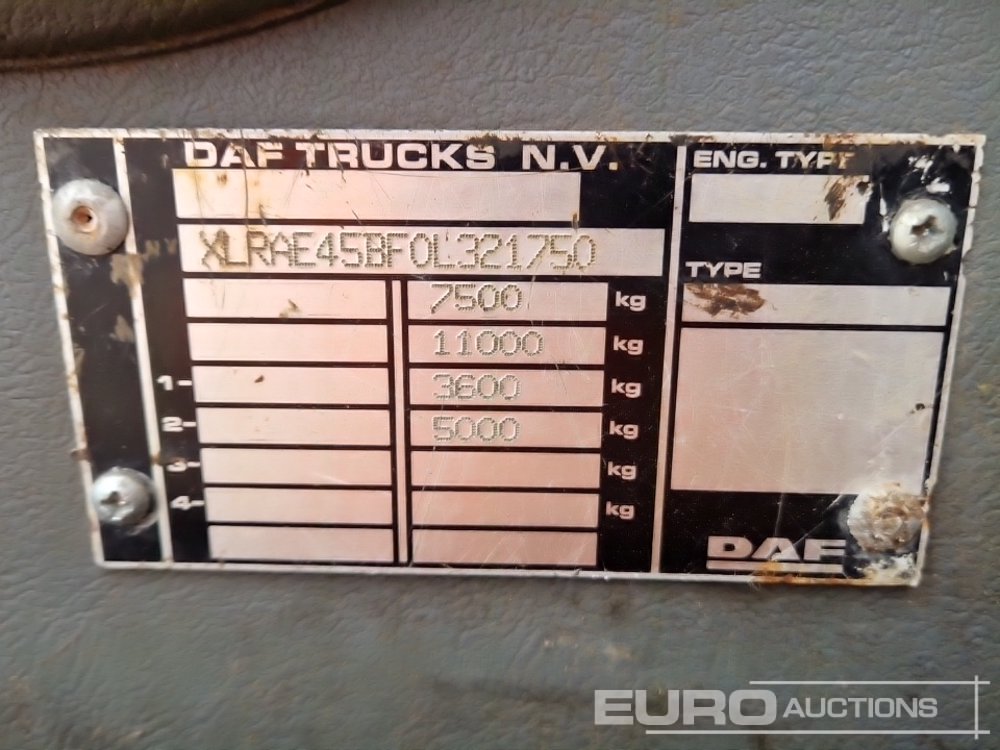 DAF TRUCKS N.V.
ENG. TYPE
N.V.
XLRAE45BF0L321750
TYPE
7500 kg
11000 kg
1- 3600 kg
2- 5000 kg
3- kg
4- kg
DAF
EURO AUCTIONS